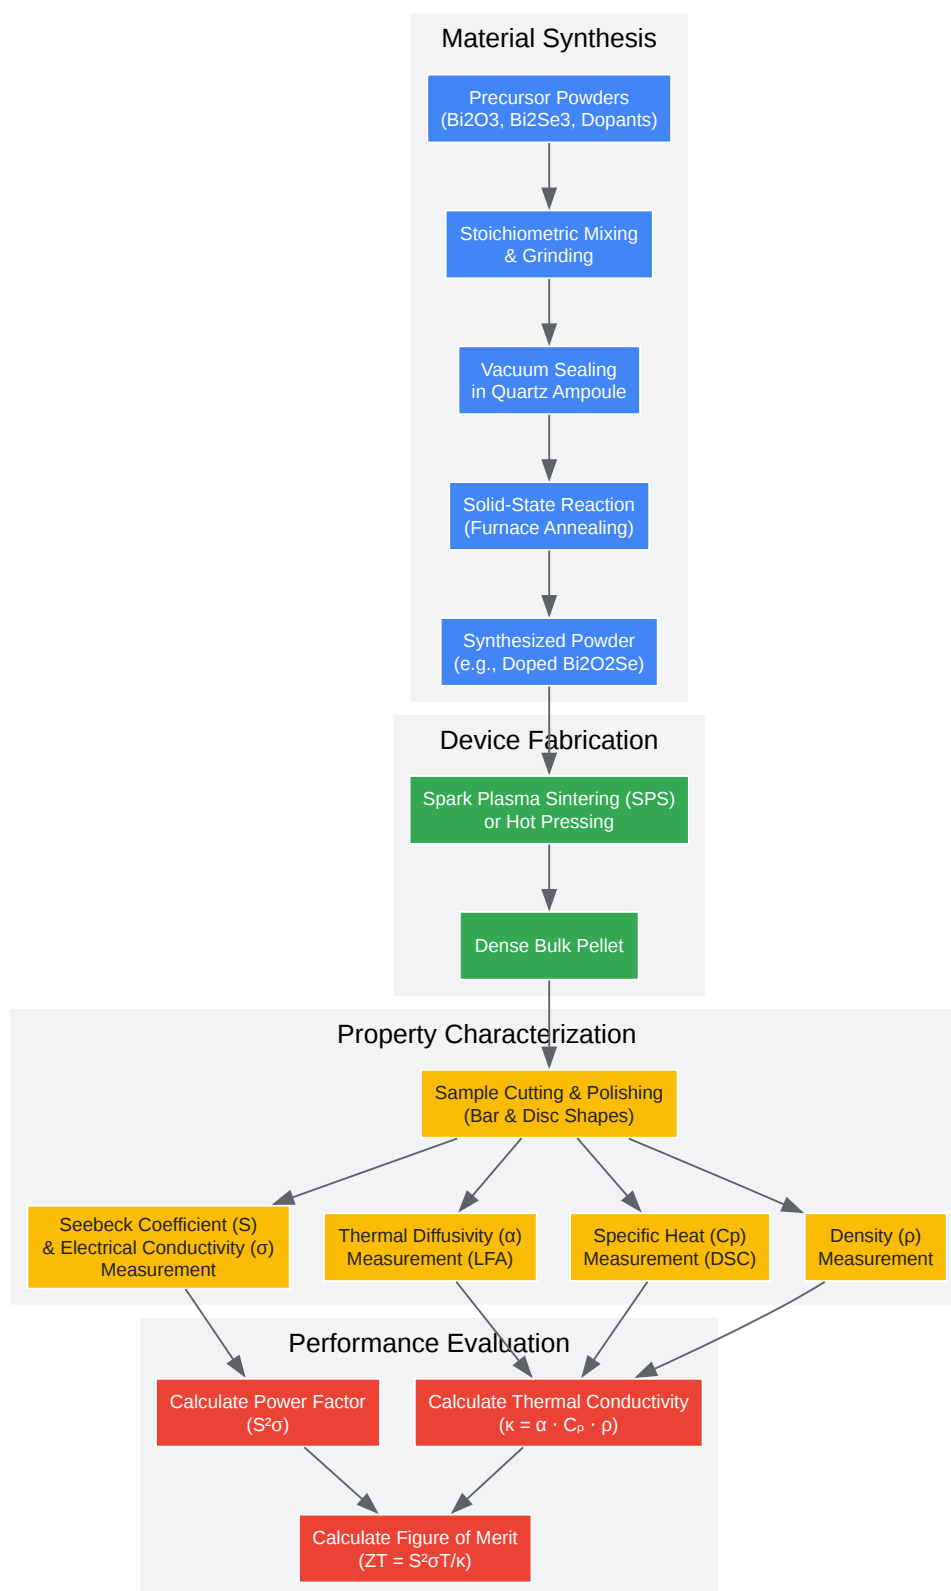 Material Synthesis
Precursor Powders
(Bi2O3, Bi2Se3, Dopants)
Stoichiometric Mixing
& Grinding
Vacuum Sealing
in Quartz Ampoule
Solid-State Reaction
(Furnace Annealing)
Synthesized Powder
(e.g., Doped Bi2O2Se)
Device Fabrication
Spark Plasma Sintering (SPS)
or Hot Pressing
Dense Bulk Pellet
Property Characterization
Sample Cutting & Polishing
(Bar & Disc Shapes)
Seebeck Coefficient (S)
& Electrical Conductivity (σ)
Measurement
Thermal Diffusivity (α)
Measurement (LFA)
Specific Heat (Cp)
Measurement (DSC)
Density (ρ)
Measurement
Performance Evaluation
Calculate Power Factor
(S²σ)
Calculate Thermal Conductivity
(κ = α · Cₚ · ρ)
Calculate Figure of Merit
(ZT = S²σT/κ)